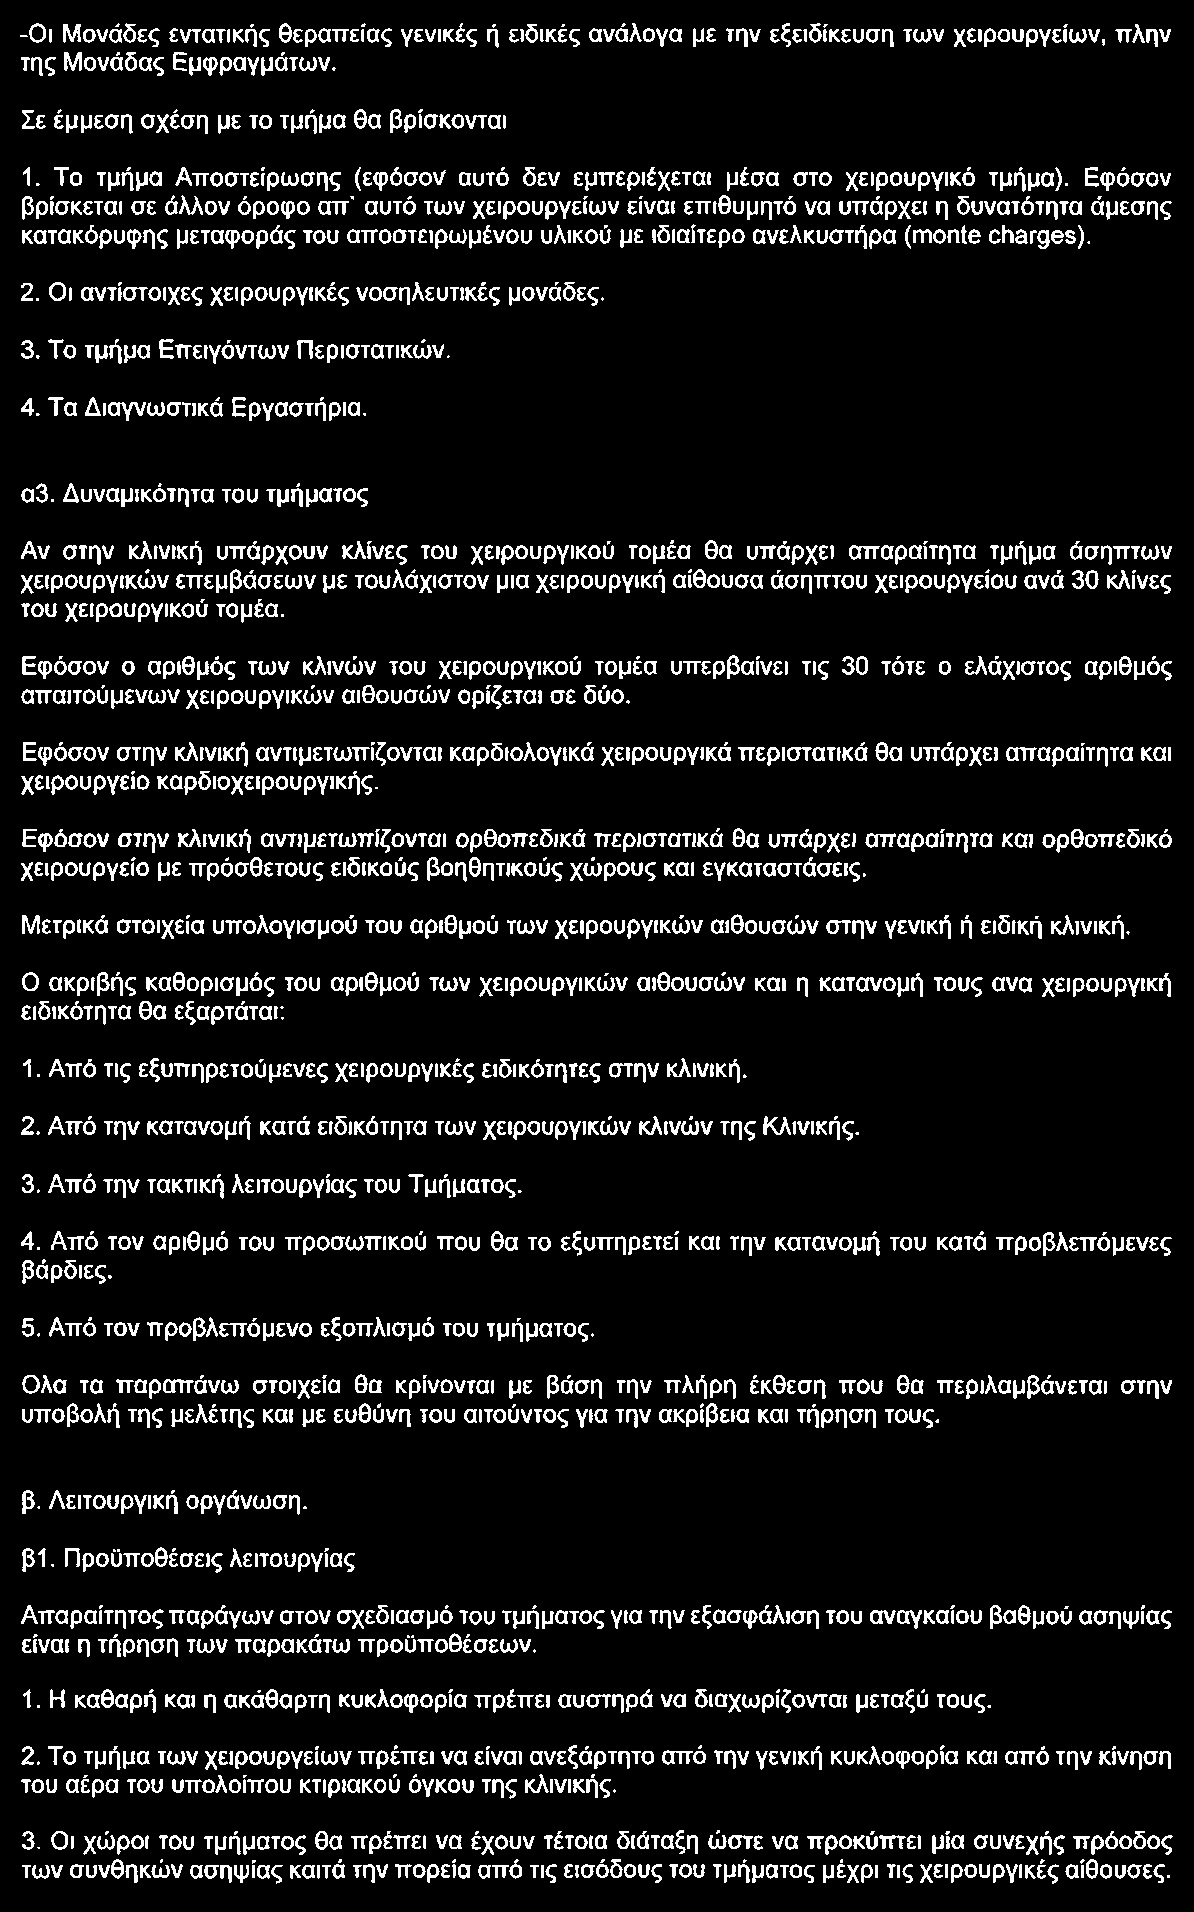 -Οι Μονάδες εντατικής θεραπείας γενικές ή ειδικές ανάλογα με την εξειδίκευση των χειρουργείων, πλην
της Μονάδας Εμφραγμάτων.
Σε έμμεση σχέση με το τμήμα θα βρίσκονται
1. Το τμήμα Αποστείρωσης (εφόσον αυτό δεν εμπεριέχεται μέσα στο χειρουργικό τμήμα). Εφόσον
βρίσκεται σε άλλον όροφο απ' αυτό των χειρουργείων είναι επιθυμητό να υπάρχει η δυνατότητα άμεσης
κατακόρυφης μεταφοράς του αποστειρωμένου υλικού με ιδιαίτερο ανελκυστήρα (monte charges).
2. Οι αντίστοιχες χειρουργικές νοσηλευτικές μονάδες.
3. Το τμήμα Επειγόντων Περιστατικών.
4. Τα Διαγνωστικά Εργαστήρια.
α3. Δυναμικότητα του τμήματος
Αν στην κλινική υπάρχουν κλίνες του χειρουργικού τομέα θα υπάρχει απαραίτητα τμήμα άσηπτων
χειρουργικών επεμβάσεων με τουλάχιστον μια χειρουργική αίθουσα άσηπτου χειρουργείου ανά 30 κλίνες
του χειρουργικού τομέα.
Εφόσον ο αριθμός των κλινών του χειρουργικού τομέα υπερβαίνει τις 30 τότε ο ελάχιστος αριθμός
απαιτούμενων χειρουργικών αιθουσών ορίζεται σε δύο.
Εφόσον στην κλινική αντιμετωπίζονται καρδιολογικά χειρουργικά περιστατικά θα υπάρχει απαραίτητα και
χειρουργείο καρδιοχειρουργικής.
Εφόσον στην κλινική αντιμετωπίζονται ορθοπεδικά περιστατικά θα υπάρχει απαραίτητα και ορθοπεδικό
χειρουργείο με πρόσθετους ειδικούς βοηθητικούς χώρους και εγκαταστάσεις.
Μετρικά στοιχεία υπολογισμού του αριθμού των χειρουργικών αιθουσών στην γενική ή ειδική κλινική.
Ο ακριβής καθορισμός του αριθμού των χειρουργικών αιθουσών και η κατανομή τους ανα χειρουργική
ειδικότητα θα εξαρτάται:
1. Από τις εξυπηρετούμενες χειρουργικές ειδικότητες στην κλινική.
2. Από την κατανομή κατά ειδικότητα των χειρουργικών κλινών της Κλινικής.
3. Από την τακτική λειτουργίας του Τμήματος.
4. Από τον αριθμό του προσωπικού που θα το εξυπηρετεί και την κατανομή του κατά προβλεπόμενες
βάρδιες.
5. Από τον προβλεπόμενο εξοπλισμό του τμήματος.
Ολα τα παραπάνω στοιχεία θα κρίνονται με βάση την πλήρη έκθεση που θα περιλαμβάνεται στην
υποβολή της μελέτης και με ευθύνη του αιτούντος για την ακρίβεια και τήρηση τους.
β. Λειτουργική οργάνωση.
β1. Προϋποθέσεις λειτουργίας
Απαραίτητος παράγων στον σχεδιασμό του τμήματος για την εξασφάλιση του αναγκαίου βαθμού ασηψίας
είναι η τήρηση των παρακάτω προϋποθέσεων.
1. Η καθαρή και η ακάθαρτη κυκλοφορία πρέπει αυστηρά να διαχωρίζονται μεταξύ τους.
2. Το τμήμα των χειρουργείων πρέπει να είναι ανεξάρτητο από την γενική κυκλοφορία και από την κίνηση
του αέρα του υπολοίπου κτιριακού όγκου της κλινικής.
3. Οι χώροι του τμήματος θα πρέπει να έχουν τέτοια διάταξη ώστε να προκύπτει μία συνεχής πρόοδος
των συνθηκών ασηψίας καιτά την πορεία από τις εισόδους του τμήματος μέχρι τις χειρουργικές αίθουσες.